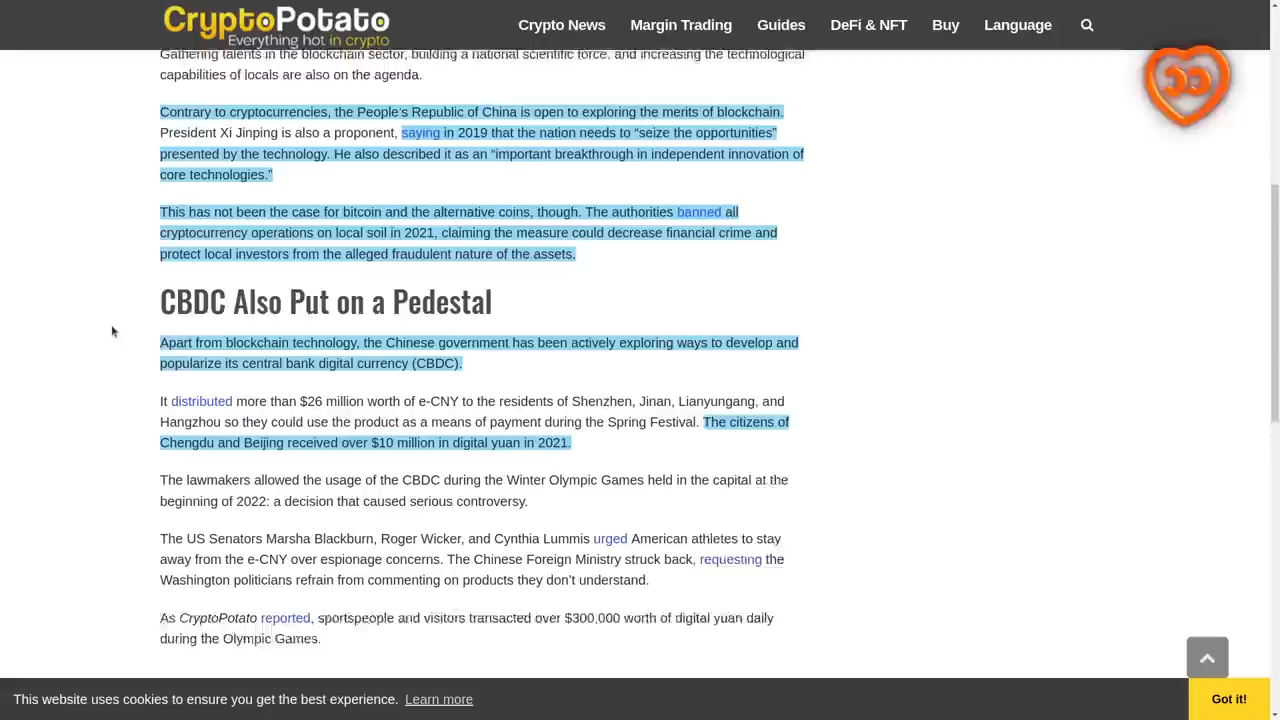 CryptoPotato
Everything hot in crypto
Crypto News Margin Trading Guides DeFi & NFT Buy Language
Gathering talents in the blockchain sector, building a national scientific force, and increasing the technological
capabilities of locals are also on the agenda.
Contrary to cryptocurrencies, the People’s Republic of China is open to exploring the merits of blockchain.
President Xi Jinping is also a proponent, saying in 2019 that the nation needs to “seize the opportunities”
presented by the technology. He also described it as an “important breakthrough in independent innovation of
core technologies.”
This has not been the case for bitcoin and the alternative coins, though. The authorities banned all
cryptocurrency operations on local soil in 2021, claiming the measure could decrease financial crime and
protect local investors from the alleged fraudulent nature of the assets.
CBDC Also Put on a Pedestal
Apart from blockchain technology, the Chinese government has been actively exploring ways to develop and
popularize its central bank digital currency (CBDC).
It distributed more than $26 million worth of e-CNY to the residents of Shenzhen, Jinan, Lianyungang, and
Hangzhou so they could use the product as a means of payment during the Spring Festival. The citizens of
Chengdu and Beijing received over $10 million in digital yuan in 2021.
The lawmakers allowed the usage of the CBDC during the Winter Olympic Games held in the capital at the
beginning of 2022: a decision that caused serious controversy.
The US Senators Marsha Blackburn, Roger Wicker, and Cynthia Lummis urged American athletes to stay
away from the e-CNY over espionage concerns. The Chinese Foreign Ministry struck back, requesting the
Washington politicians refrain from commenting on products they don’t understand.
As CryptoPotato reported, sportspeople and visitors transacted over $300,000 worth of digital yuan daily
during the Olympic Games.
This website uses cookies to ensure you get the best experience. Learn more
Got it!